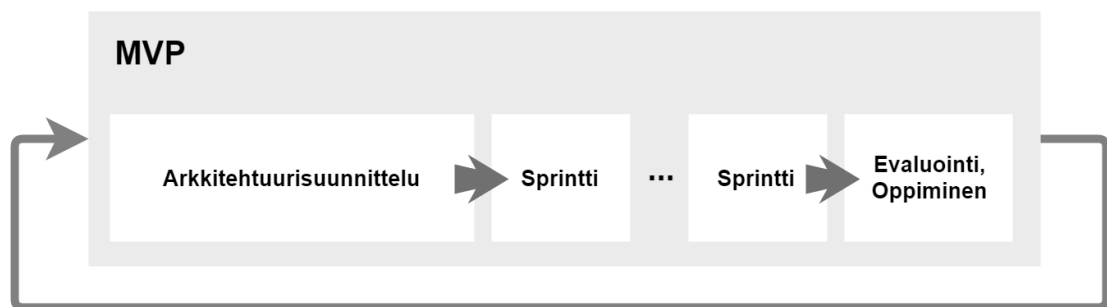 MVP
Arkkitehtuurisuunnittelu
Sprintti
...
Sprintti
Evaluointi,
Oppiminen